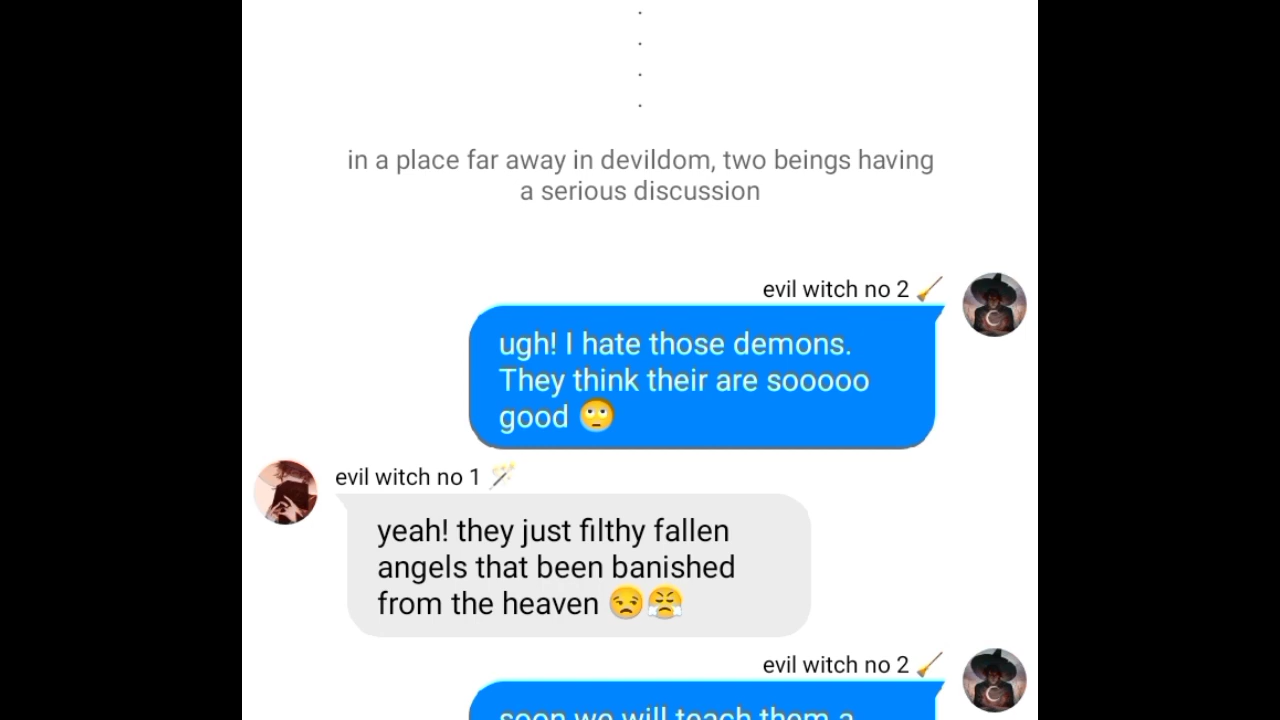 .
.
.
.
in a place far away in devildom, two beings having
a serious discussion
evil witch no 2 🧹
ugh! I hate those demons.
They think their are sooooo
good 🙄
evil witch no 1 🪄
yeah! they just filthy fallen
angels that been banished
from the heaven 😒😤
evil witch no 2 🧹
soon we will teach them a